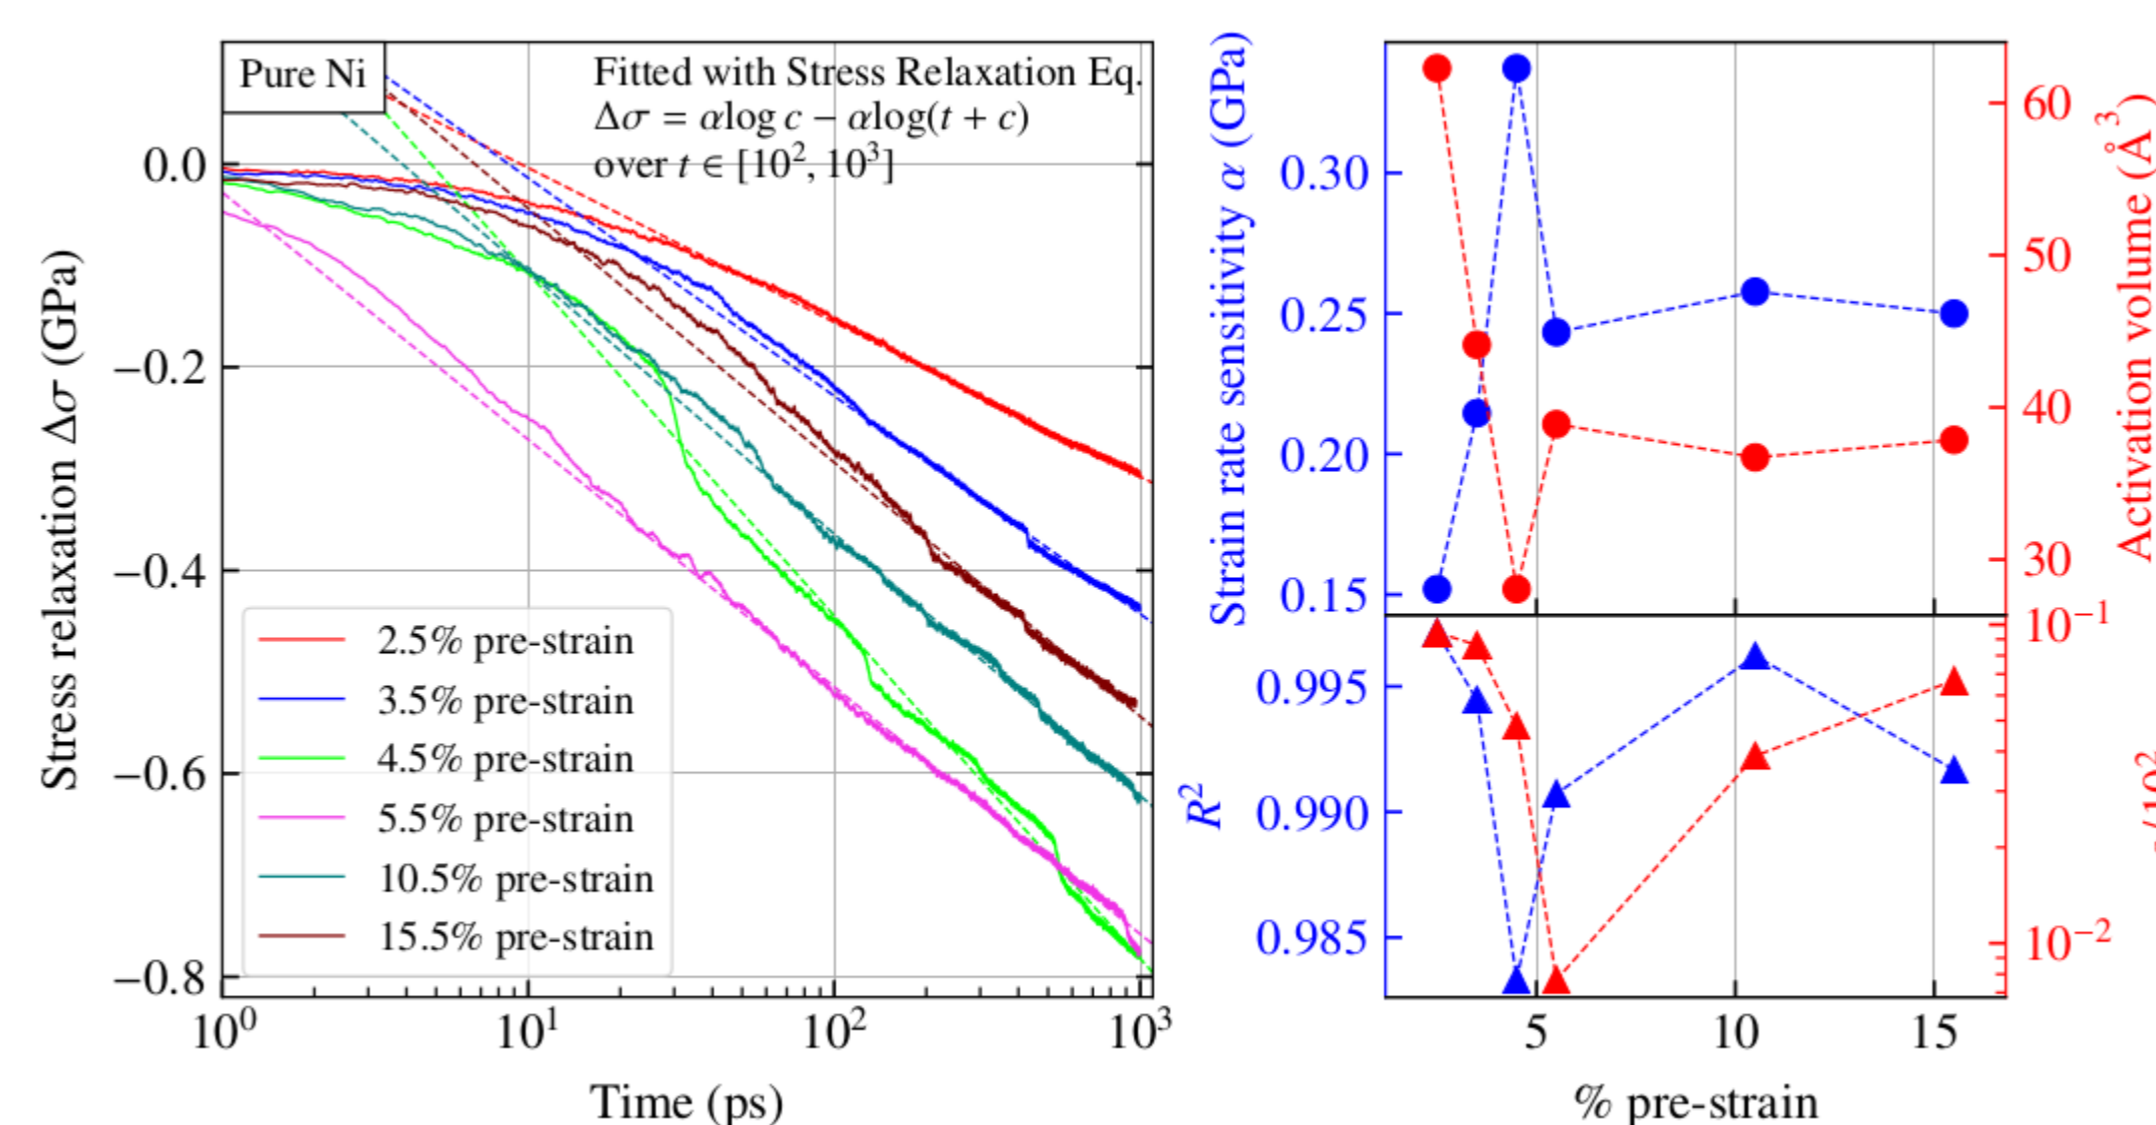 Pure Ni
Fitted with Stress Relaxation Eq.
Δσ = αlog c − αlog(t + c)
over t ∈ [10², 10³]
Stress relaxation Δσ (GPa)
0.0
−0.2
−0.4
−0.6
−0.8
2.5% pre-strain
3.5% pre-strain
4.5% pre-strain
5.5% pre-strain
10.5% pre-strain
15.5% pre-strain
10⁰ 10¹ 10² 10³
Time (ps)
Strain rate sensitivity α (GPa)
0.30
0.25
0.20
0.15
Activation volume (Å³)
60
50
40
30
R²
0.995
0.990
0.985
10⁻¹
10⁻²
/10²
5 10 15
% pre-strain